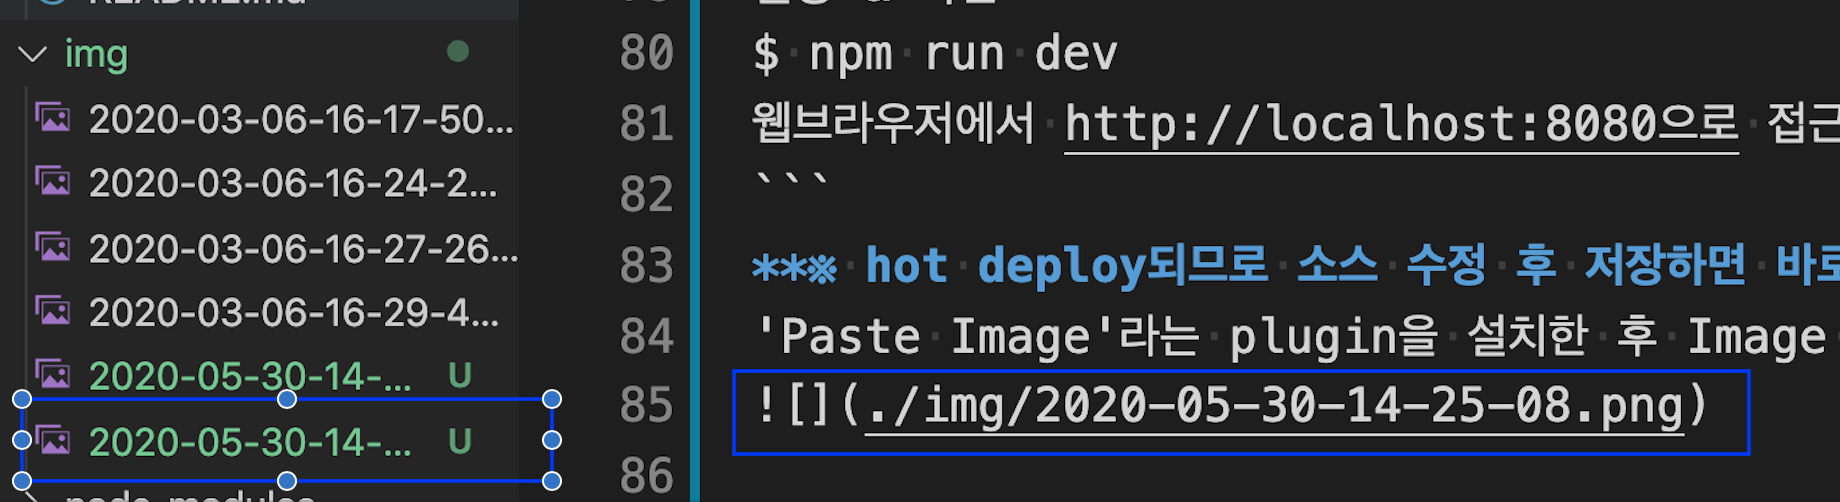 README.md
img
2020-03-06-16-17-50...
2020-03-06-16-24-2...
2020-03-06-16-27-26...
2020-03-06-16-29-4...
2020-05-30-14-... U
2020-05-30-14-... U
node_modules
80 $ npm run dev
81 웹브라우저에서 http://localhost:8080으로 접근
82 ```
83 **※ hot deploy되므로 소스 수정 후 저장하면 바로
84 'Paste Image'라는 plugin을 설치한 후 Image
85 ![](./img/2020-05-30-14-25-08.png)
86